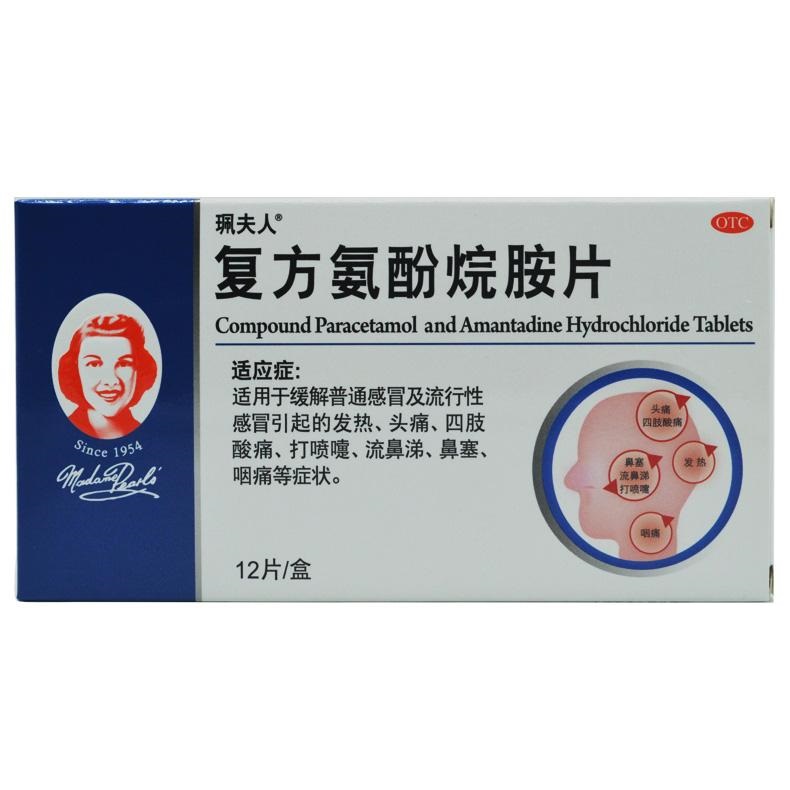 珮夫人®
OTC
复方氨酚烷胺片
Compound Paracetamol and Amantadine Hydrochloride Tablets
适应症:
适用于缓解普通感冒及流行性
感冒引起的发热、头痛、四肢
酸痛、打喷嚏、流鼻涕、鼻塞、
咽痛等症状。
12片/盒
头痛
四肢酸痛
鼻塞
流鼻涕
打喷嚏
发热
咽痛
Since 1954
Madame Pearl's